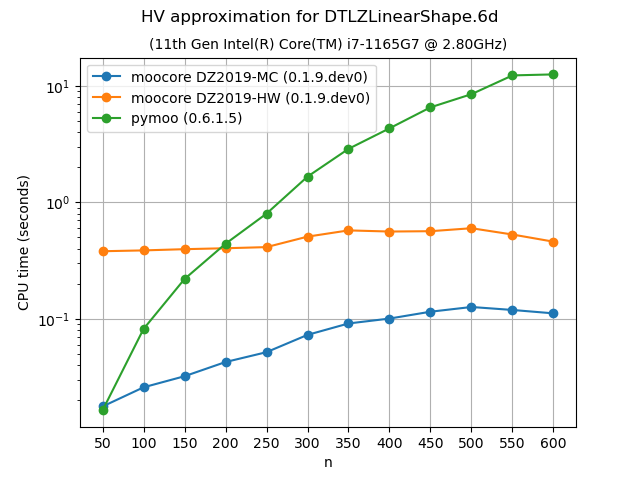 HV approximation for DTLZLinearShape.6d
(11th Gen Intel(R) Core(TM) i7-1165G7 @ 2.80GHz)
moocore DZ2019-MC (0.1.9.dev0)
moocore DZ2019-HW (0.1.9.dev0)
pymoo (0.6.1.5)
CPU time (seconds)
10¹
10⁰
10⁻¹
50 100 150 200 250 300 350 400 450 500 550 600
n